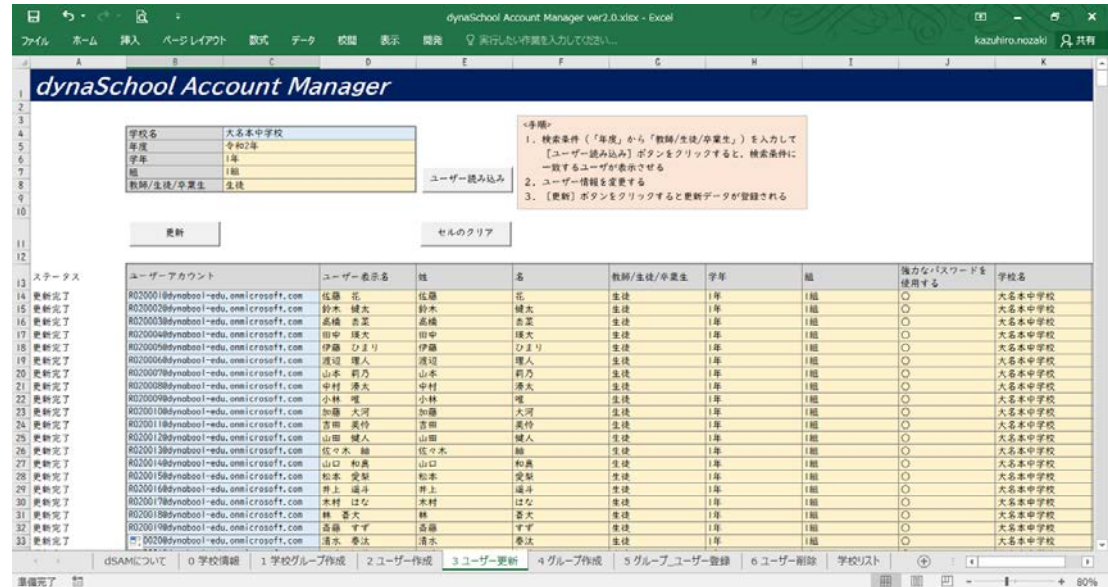 dynaSchool Account Manager ver2.0.xlsx - Excel
ファイル ホーム 挿入 ページレイアウト 数式 データ 校閲 表示 開発 実行したい作業を入力してください... kazuhiro.nozaki 共有
A B C D E F G H I J K
1 dynaSchool Account Manager
2
3 <手順>
4 学校名 大名本中学校 1. 検索条件（「年度」から「教師/生徒/卒業生」）を入力して
5 年度 令和2年 [ユーザー読み込み] ボタンをクリックすると、検索条件に
6 学年 1年 一致するユーザが表示させる
7 組 1組 ユーザー読み込み 2. ユーザー情報を変更する
8 教師/生徒/卒業生 生徒 3. [更新] ボタンをクリックすると更新データが登録される
9
10
11 更新 セルのクリア
12
13 ステータス ユーザーアカウント ユーザー表示名 姓 名 教師/生徒/卒業生 学年 組 強力なパスワードを使用する 学校名
14 更新完了 R020001@dynabool-edu.onmicrosoft.com 佐藤 花 佐藤 花 生徒 1年 1組 〇 大名本中学校
15 更新完了 R020002@dynabool-edu.onmicrosoft.com 鈴木 健太 鈴木 健太 生徒 1年 1組 〇 大名本中学校
16 更新完了 R020003@dynabool-edu.onmicrosoft.com 高橋 杏菜 高橋 杏菜 生徒 1年 1組 〇 大名本中学校
17 更新完了 R020004@dynabool-edu.onmicrosoft.com 田中 瑛大 田中 瑛大 生徒 1年 1組 〇 大名本中学校
18 更新完了 R020005@dynabool-edu.onmicrosoft.com 伊藤 ひまり 伊藤 ひまり 生徒 1年 1組 〇 大名本中学校
19 更新完了 R020006@dynabool-edu.onmicrosoft.com 渡辺 理人 渡辺 理人 生徒 1年 1組 〇 大名本中学校
20 更新完了 R020007@dynabool-edu.onmicrosoft.com 山本 莉乃 山本 莉乃 生徒 1年 1組 〇 大名本中学校
21 更新完了 R020008@dynabool-edu.onmicrosoft.com 中村 湊太 中村 湊太 生徒 1年 1組 〇 大名本中学校
22 更新完了 R020009@dynabool-edu.onmicrosoft.com 小林 唯 小林 唯 生徒 1年 1組 〇 大名本中学校
23 更新完了 R020010@dynabool-edu.onmicrosoft.com 加藤 大河 加藤 大河 生徒 1年 1組 〇 大名本中学校
24 更新完了 R020011@dynabool-edu.onmicrosoft.com 吉田 美伶 吉田 美伶 生徒 1年 1組 〇 大名本中学校
25 更新完了 R020012@dynabool-edu.onmicrosoft.com 山田 健人 山田 健人 生徒 1年 1組 〇 大名本中学校
26 更新完了 R020013@dynabool-edu.onmicrosoft.com 佐々木 紬 佐々木 紬 生徒 1年 1組 〇 大名本中学校
27 更新完了 R020014@dynabool-edu.onmicrosoft.com 山口 和真 山口 和真 生徒 1年 1組 〇 大名本中学校
28 更新完了 R020015@dynabool-edu.onmicrosoft.com 松本 愛梨 松本 愛梨 生徒 1年 1組 〇 大名本中学校
29 更新完了 R020016@dynabool-edu.onmicrosoft.com 井上 遥斗 井上 遥斗 生徒 1年 1組 〇 大名本中学校
30 更新完了 R020017@dynabool-edu.onmicrosoft.com 木村 はな 木村 はな 生徒 1年 1組 〇 大名本中学校
31 更新完了 R020018@dynabool-edu.onmicrosoft.com 林 蒼大 林 蒼大 生徒 1年 1組 〇 大名本中学校
32 更新完了 R020019@dynabool-edu.onmicrosoft.com 斎藤 すず 斎藤 すず 生徒 1年 1組 〇 大名本中学校
33 更新完了 0020@dynabool-edu.onmicrosoft.com 清水 泰汰 清水 泰汰 生徒 1年 1組 〇 大名本中学校
dSAMについて 0 学校情報 1 学校グループ作成 2 ユーザー作成 3 ユーザー更新 4 グループ作成 5 グループ_ユーザー登録 6 ユーザー削除 学校リスト
準備完了 80%